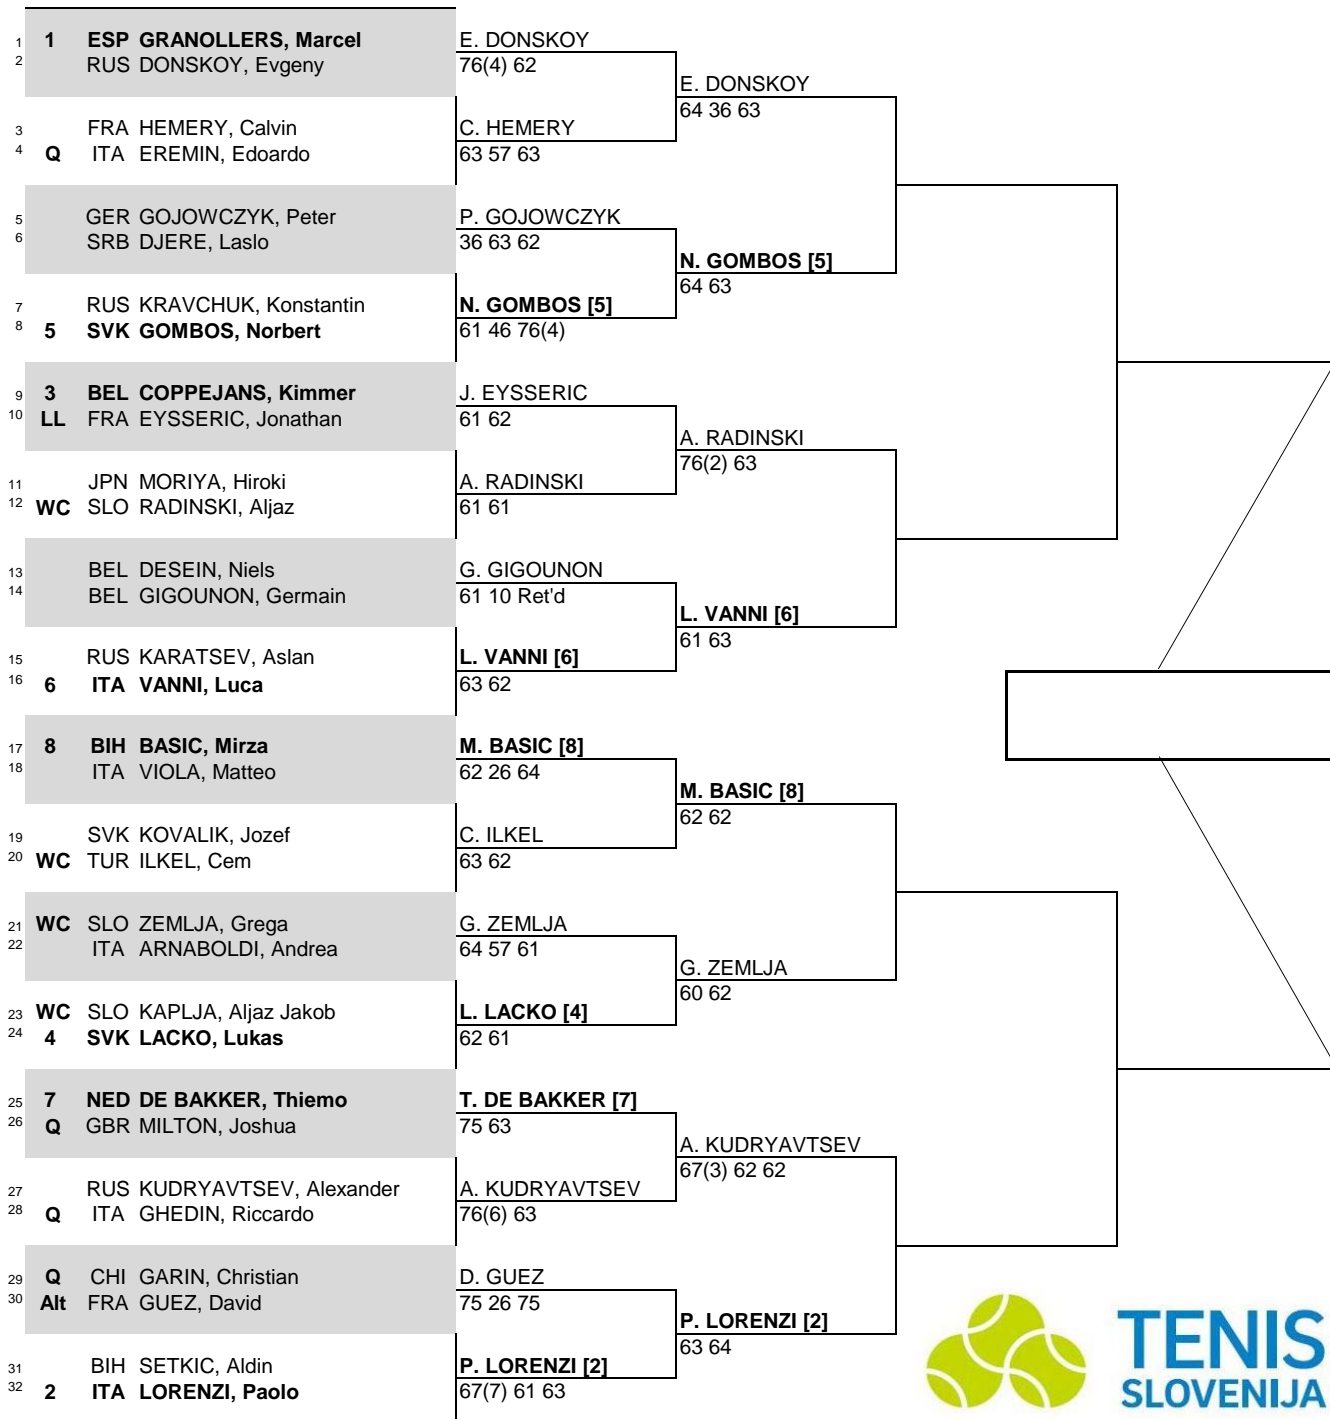 1 1 ESP GRANOLLERS, Marcel
2 RUS DONSKOY, Evgeny
3 FRA HEMERY, Calvin
4 Q ITA EREMIN, Edoardo
5 GER GOJOWCZYK, Peter
6 SRB DJERE, Laslo
7 RUS KRAVCHUK, Konstantin
8 5 SVK GOMBOS, Norbert
9 3 BEL COPPEJANS, Kimmer
10 LL FRA EYSSERIC, Jonathan
11 JPN MORIYA, Hiroki
12 WC SLO RADINSKI, Aljaz
13 BEL DESEIN, Niels
14 BEL GIGOUNON, Germain
15 RUS KARATSEV, Aslan
16 6 ITA VANNI, Luca
17 8 BIH BASIC, Mirza
18 ITA VIOLA, Matteo
19 SVK KOVALIK, Jozef
20 WC TUR ILKEL, Cem
21 WC SLO ZEMLJA, Grega
22 ITA ARNABOLDI, Andrea
23 WC SLO KAPLJA, Aljaz Jakob
24 4 SVK LACKO, Lukas
25 7 NED DE BAKKER, Thiemo
26 Q GBR MILTON, Joshua
27 RUS KUDRYAVTSEV, Alexander
28 Q ITA GHEDIN, Riccardo
29 Q CHI GARIN, Christian
30 Alt FRA GUEZ, David
31 BIH SETKIC, Aldin
32 2 ITA LORENZI, Paolo
E. DONSKOY
76(4) 62
C. HEMERY
63 57 63
P. GOJOWCZYK
36 63 62
N. GOMBOS [5]
61 46 76(4)
J. EYSSERIC
61 62
A. RADINSKI
61 61
G. GIGOUNON
61 10 Ret'd
L. VANNI [6]
63 62
M. BASIC [8]
62 26 64
C. ILKEL
63 62
G. ZEMLJA
64 57 61
L. LACKO [4]
62 61
T. DE BAKKER [7]
75 63
A. KUDRYAVTSEV
76(6) 63
D. GUEZ
75 26 75
P. LORENZI [2]
67(7) 61 63
E. DONSKOY
64 36 63
N. GOMBOS [5]
64 63
A. RADINSKI
76(2) 63
L. VANNI [6]
61 63
M. BASIC [8]
62 62
G. ZEMLJA
60 62
A. KUDRYAVTSEV
67(3) 62 62
P. LORENZI [2]
63 64
TENIS
SLOVENIJA